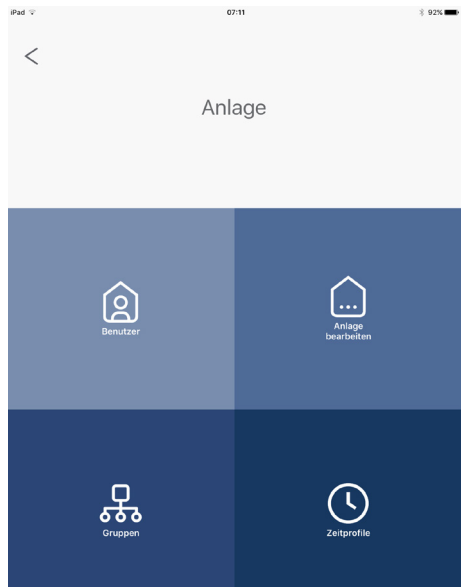 iPad 07:11 92%
Anlage
Benutzer
Anlage
bearbeiten
Gruppen
Zeitprofile